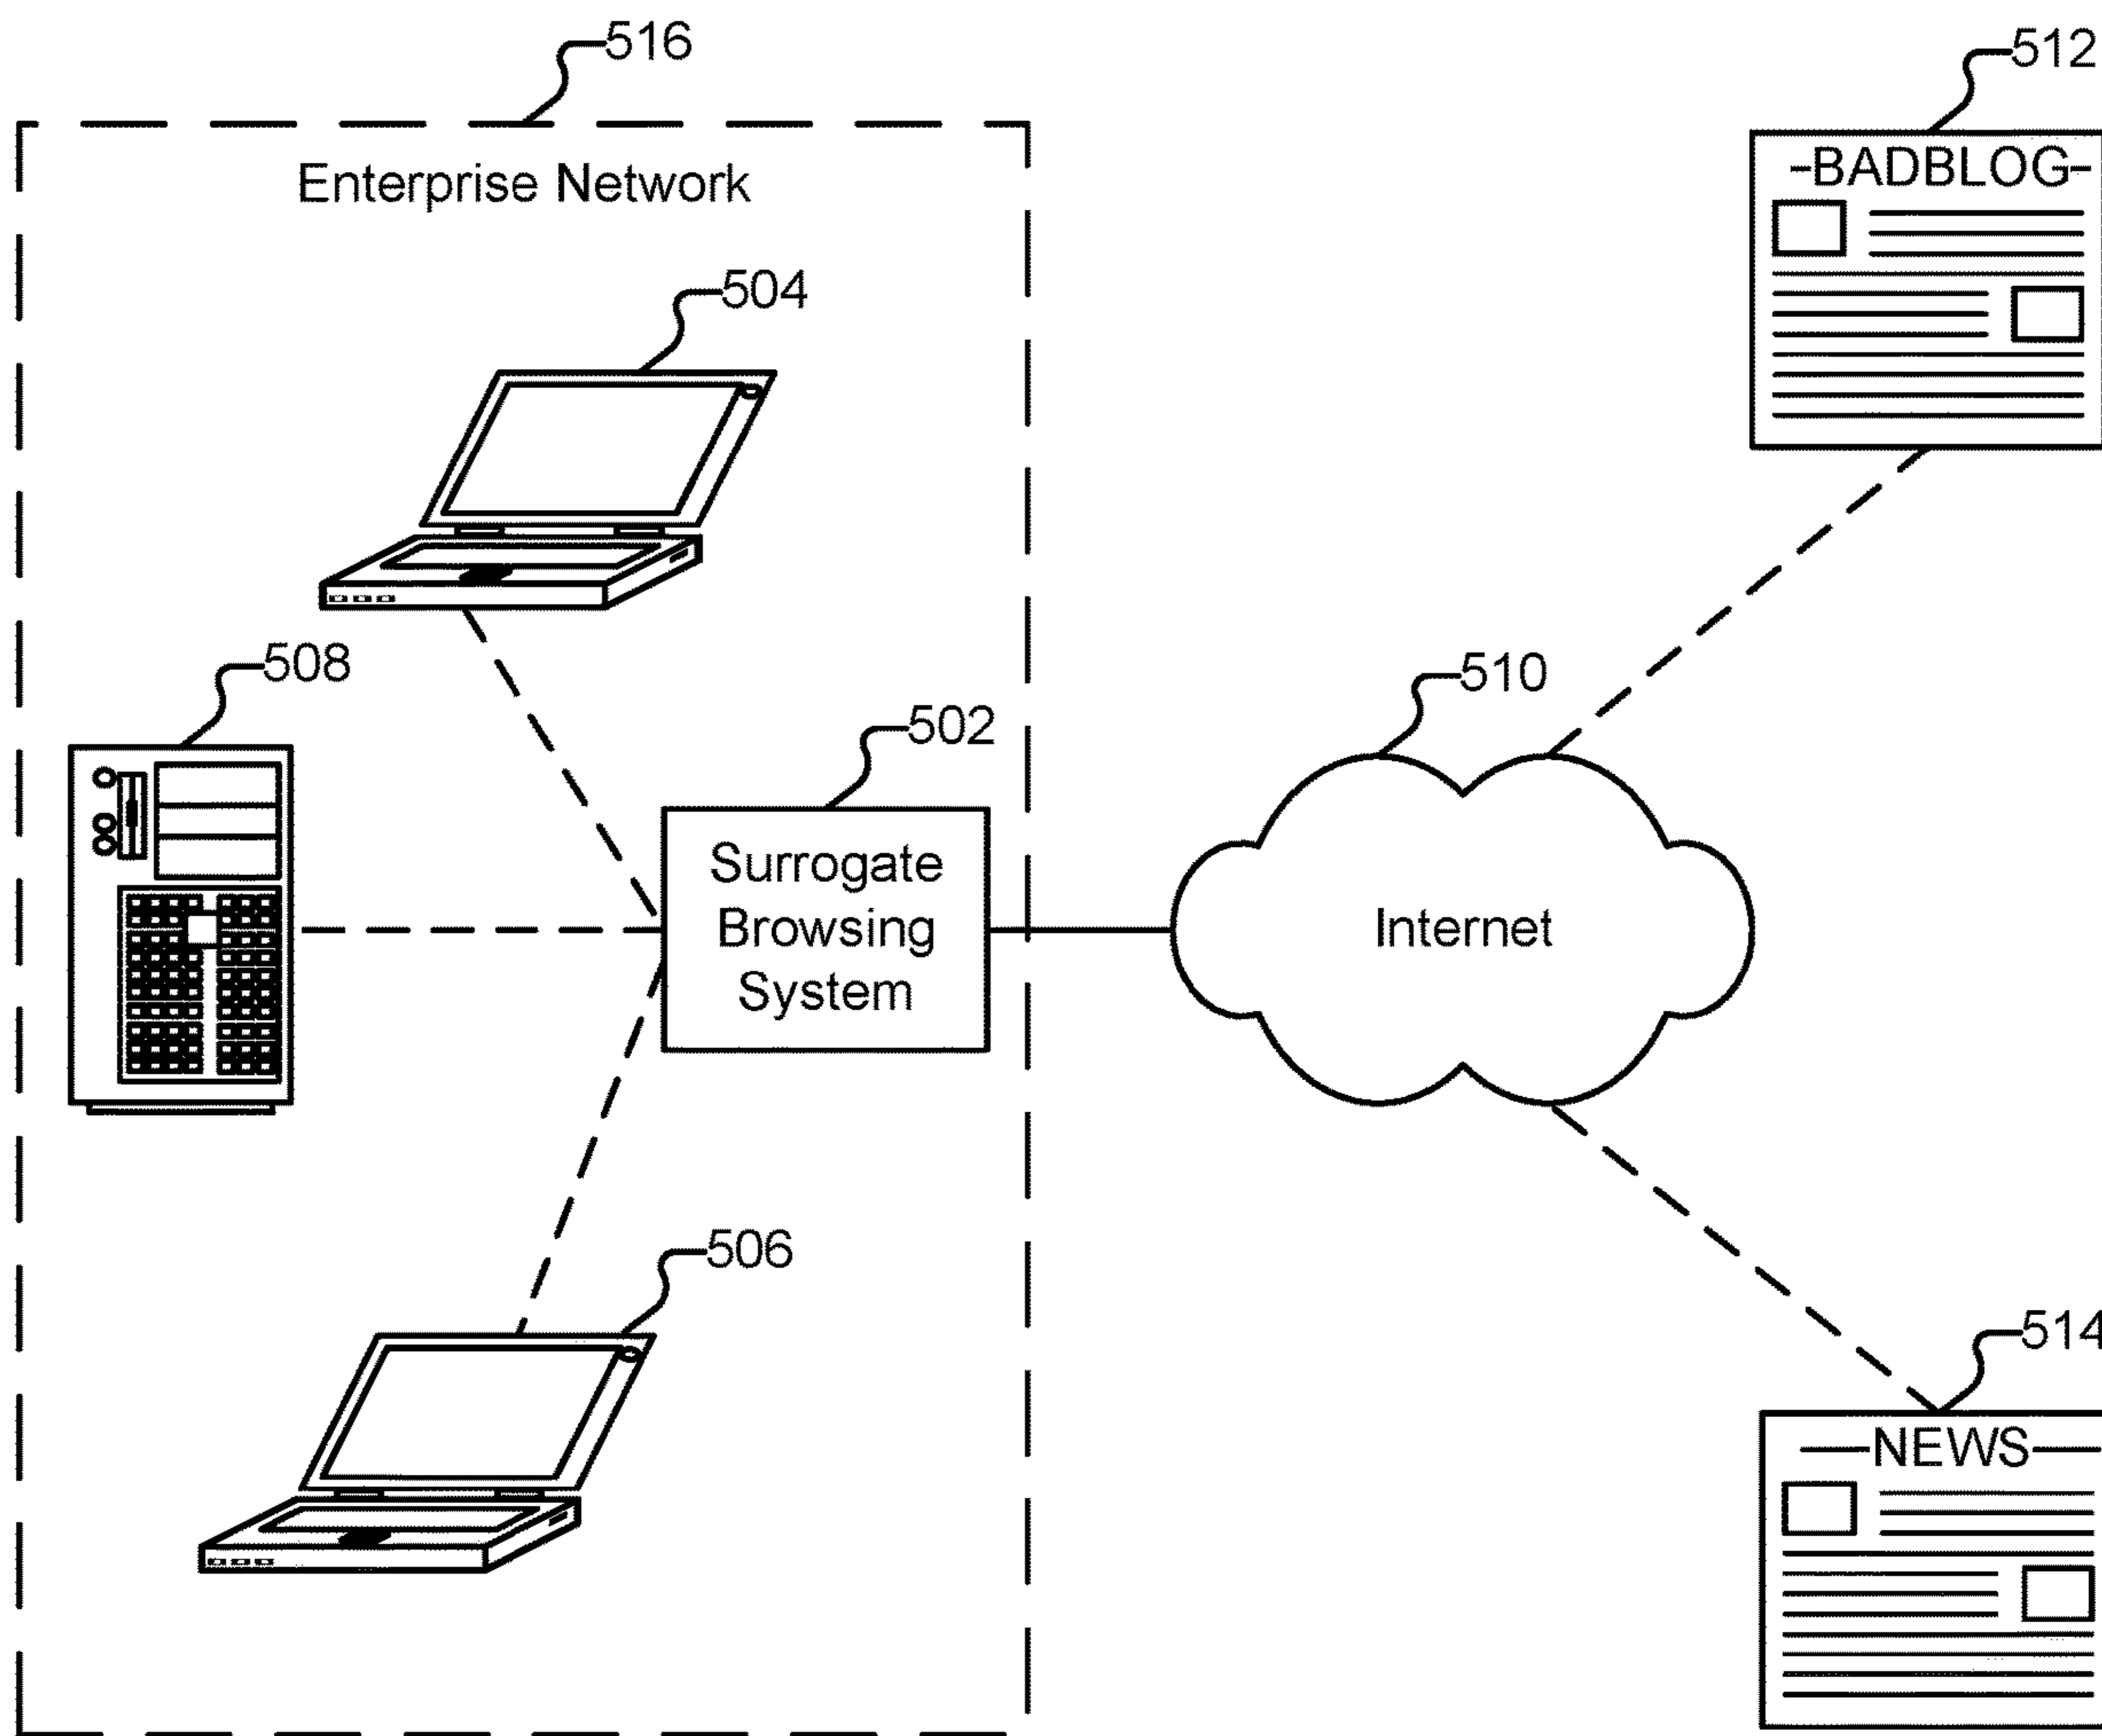 516
512
Enterprise Network
-BADBLOG-
504
508
510
502
Surrogate
Browsing
System
Internet
506
514
NEWS